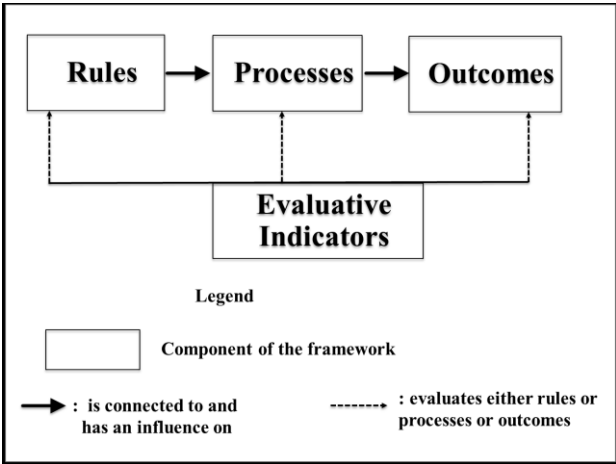 Rules
Processes
Outcomes
Evaluative
Indicators
Legend
Component of the framework
: is connected to and
has an influence on
: evaluates either rules or
processes or outcomes